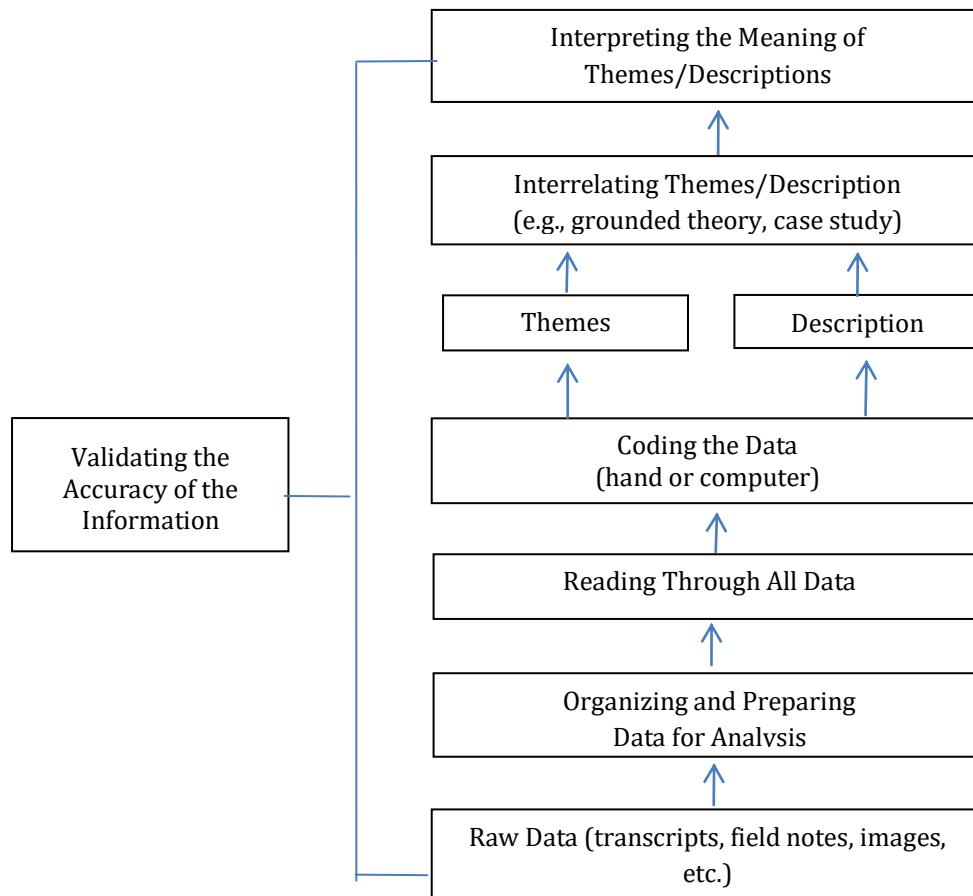 Interpreting the Meaning of
Themes/Descriptions
Interrelating Themes/Description
(e.g., grounded theory, case study)
Themes
Description
Validating the
Accuracy of the
Information
Coding the Data
(hand or computer)
Reading Through All Data
Organizing and Preparing
Data for Analysis
Raw Data (transcripts, field notes, images,
etc.)